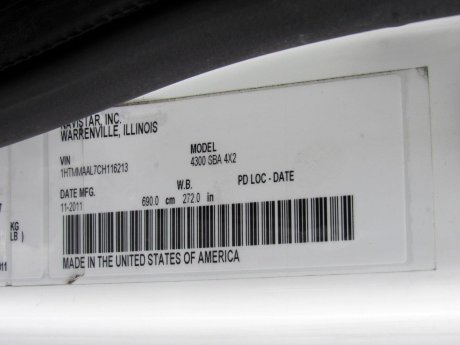 NAVISTAR, INC.
WARRENVILLE, ILLINOIS
VIN MODEL
1HTMMAAL7CH116213 4300 SBA 4X2
DATE MFG. W.B. PD LOC - DATE
11-2011 690.0 cm 272.0 in
KG
LB )
MADE IN THE UNITED STATES OF AMERICA